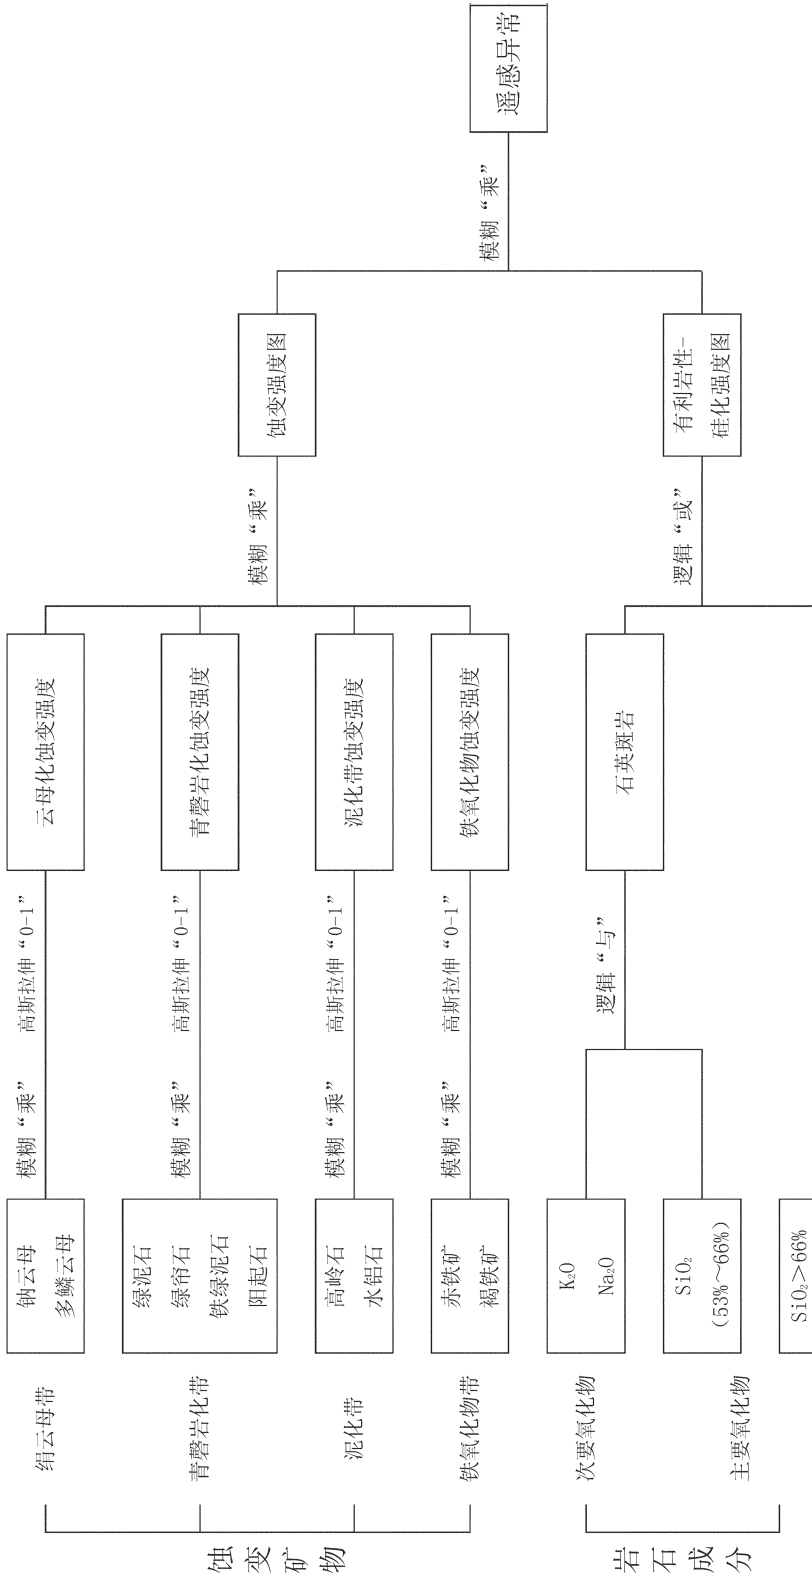 蚀变矿物
绢云母带
钠云母
多鳞云母
模糊“乘”
高斯拉伸“0-1”
云母化蚀变强度
青磬岩化带
绿泥石
绿帘石
铁绿泥石
阳起石
模糊“乘”
高斯拉伸“0-1”
青磬岩化蚀变强度
泥化带
高岭石
水铝石
模糊“乘”
高斯拉伸“0-1”
泥化带蚀变强度
铁氧化物带
赤铁矿
褐铁矿
模糊“乘”
高斯拉伸“0-1”
铁氧化物蚀变强度
模糊“乘”
蚀变强度图
岩石成分
次要氧化物
K₂O
Na₂O
主要氧化物
SiO₂
(53%~66%)
SiO₂>66%
逻辑“与”
石英斑岩
逻辑“或”
有利岩性-
硅化强度图
模糊“乘”
遥感异常